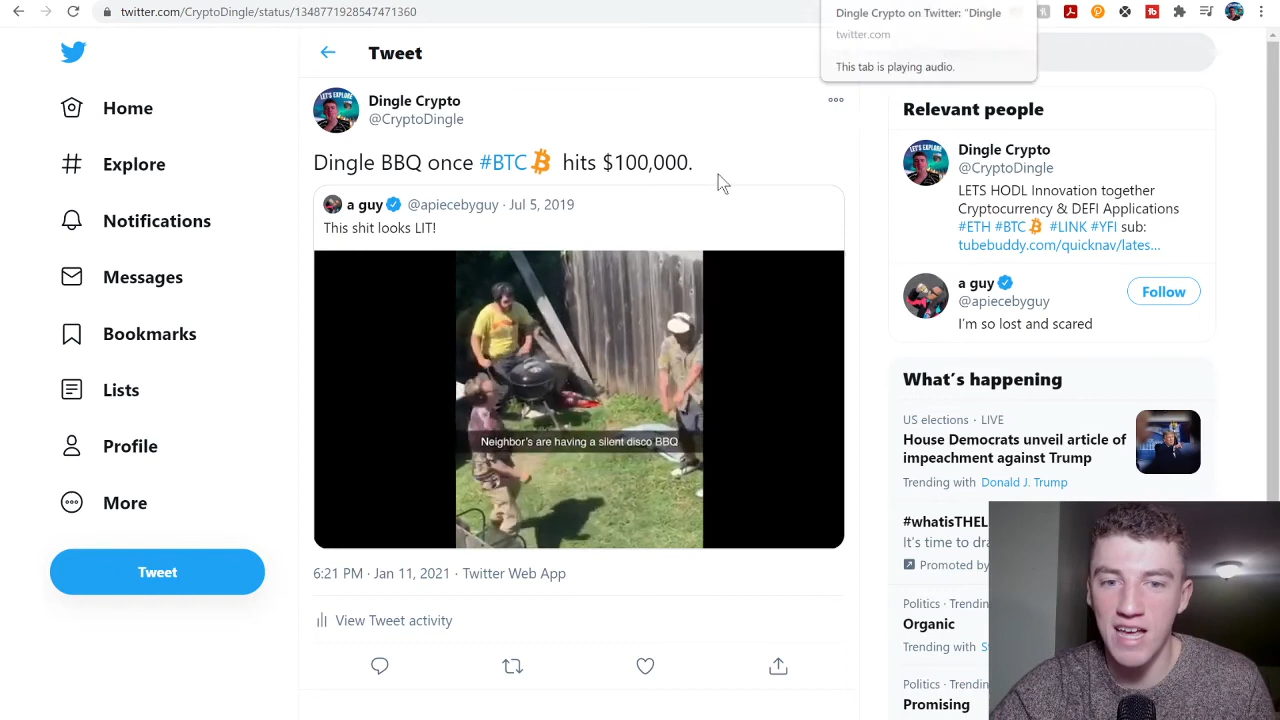 twitter.com/CryptoDingle/status/1348771928547471360
Dingle Crypto on Twitter: "Dingle
twitter.com
This tab is playing audio.
Home
Explore
Notifications
Messages
Bookmarks
Lists
Profile
More
Tweet
Tweet
Dingle Crypto
@CryptoDingle
Dingle BBQ once #BTC hits $100,000.
a guy @apiecebyguy · Jul 5, 2019
This shit looks LIT!
Neighbor's are having a silent disco BBQ
6:21 PM · Jan 11, 2021 · Twitter Web App
View Tweet activity
Relevant people
Dingle Crypto
@CryptoDingle
LETS HODL Innovation together
Cryptocurrency & DEFI Applications
#ETH #BTC #LINK #YFI sub:
tubebuddy.com/quicknav/lates...
a guy
@apiecebyguy
Follow
I'm so lost and scared
What's happening
US elections · LIVE
House Democrats unveil article of
impeachment against Trump
Trending with Donald J. Trump
#whatisTHEL
It's time to
Promoted by
Politics ·
Organic
Trending with
Politics ·
Promising